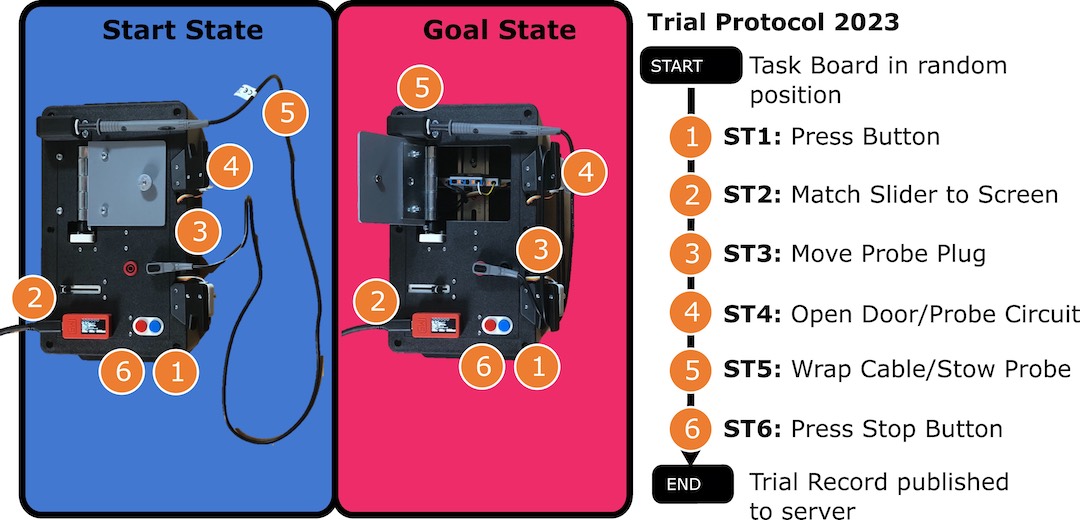 Start State
5
4
3
2
6
1
Goal State
5
4
3
2
6
1
Trial Protocol 2023
START
Task Board in random
position
1 ST1: Press Button
2 ST2: Match Slider to Screen
3 ST3: Move Probe Plug
4 ST4: Open Door/Probe Circuit
5 ST5: Wrap Cable/Stow Probe
6 ST6: Press Stop Button
END
Trial Record published
to server